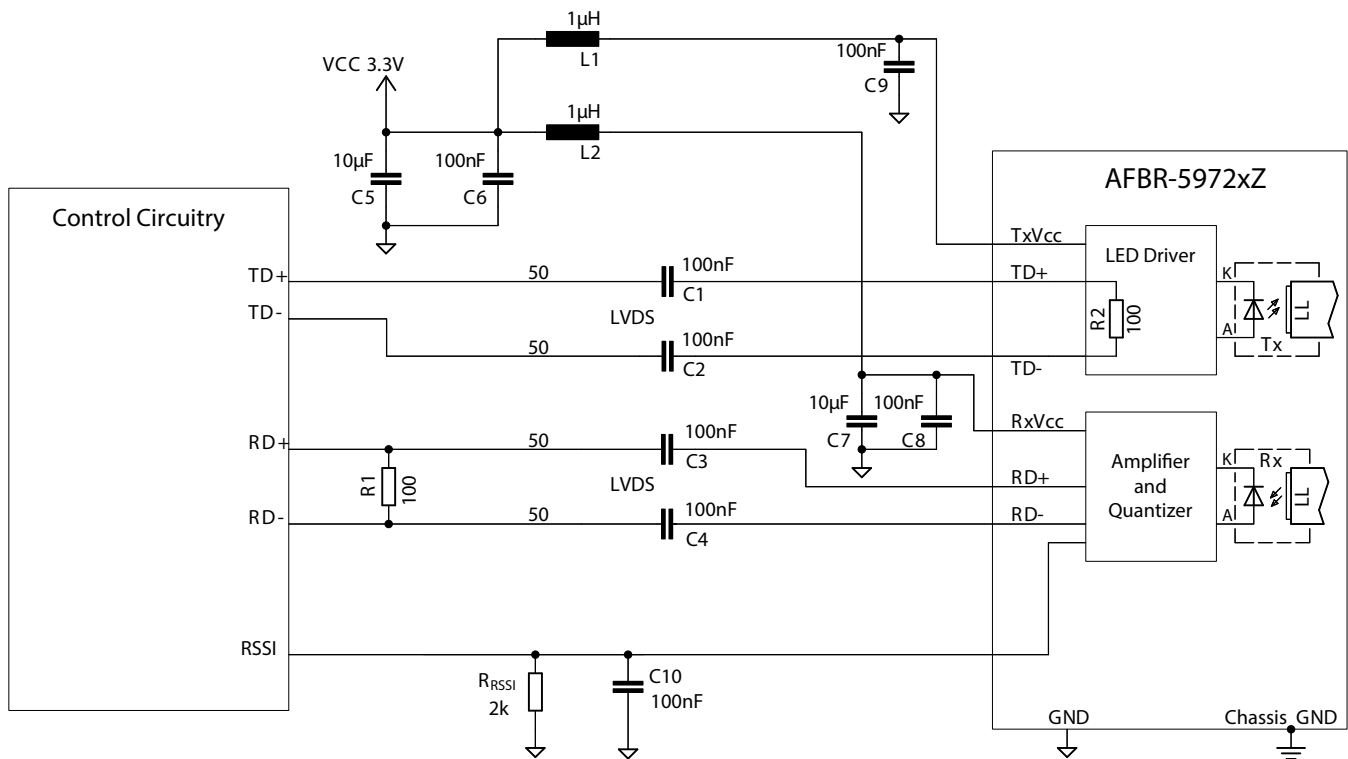 1µH
L1
100nF
C9
VCC 3.3V
1µH
L2
10µF
C5
100nF
C6
AFBR-5972xZ
Control Circuitry
TxVcc
LED Driver
TD+
50
100nF
C1
TD+
K
LL
TD-
LVDS
R2
100
A
Tx
50
100nF
C2
TD-
10µF
C7
100nF
C8
RxVcc
RD+
50
100nF
C3
Amplifier
and
Quantizer
K
Rx
LL
R1
100
LVDS
RD+
RD-
50
100nF
C4
RD-
A
RSSI
RRSSI
2k
C10
100nF
GND
Chassis GND